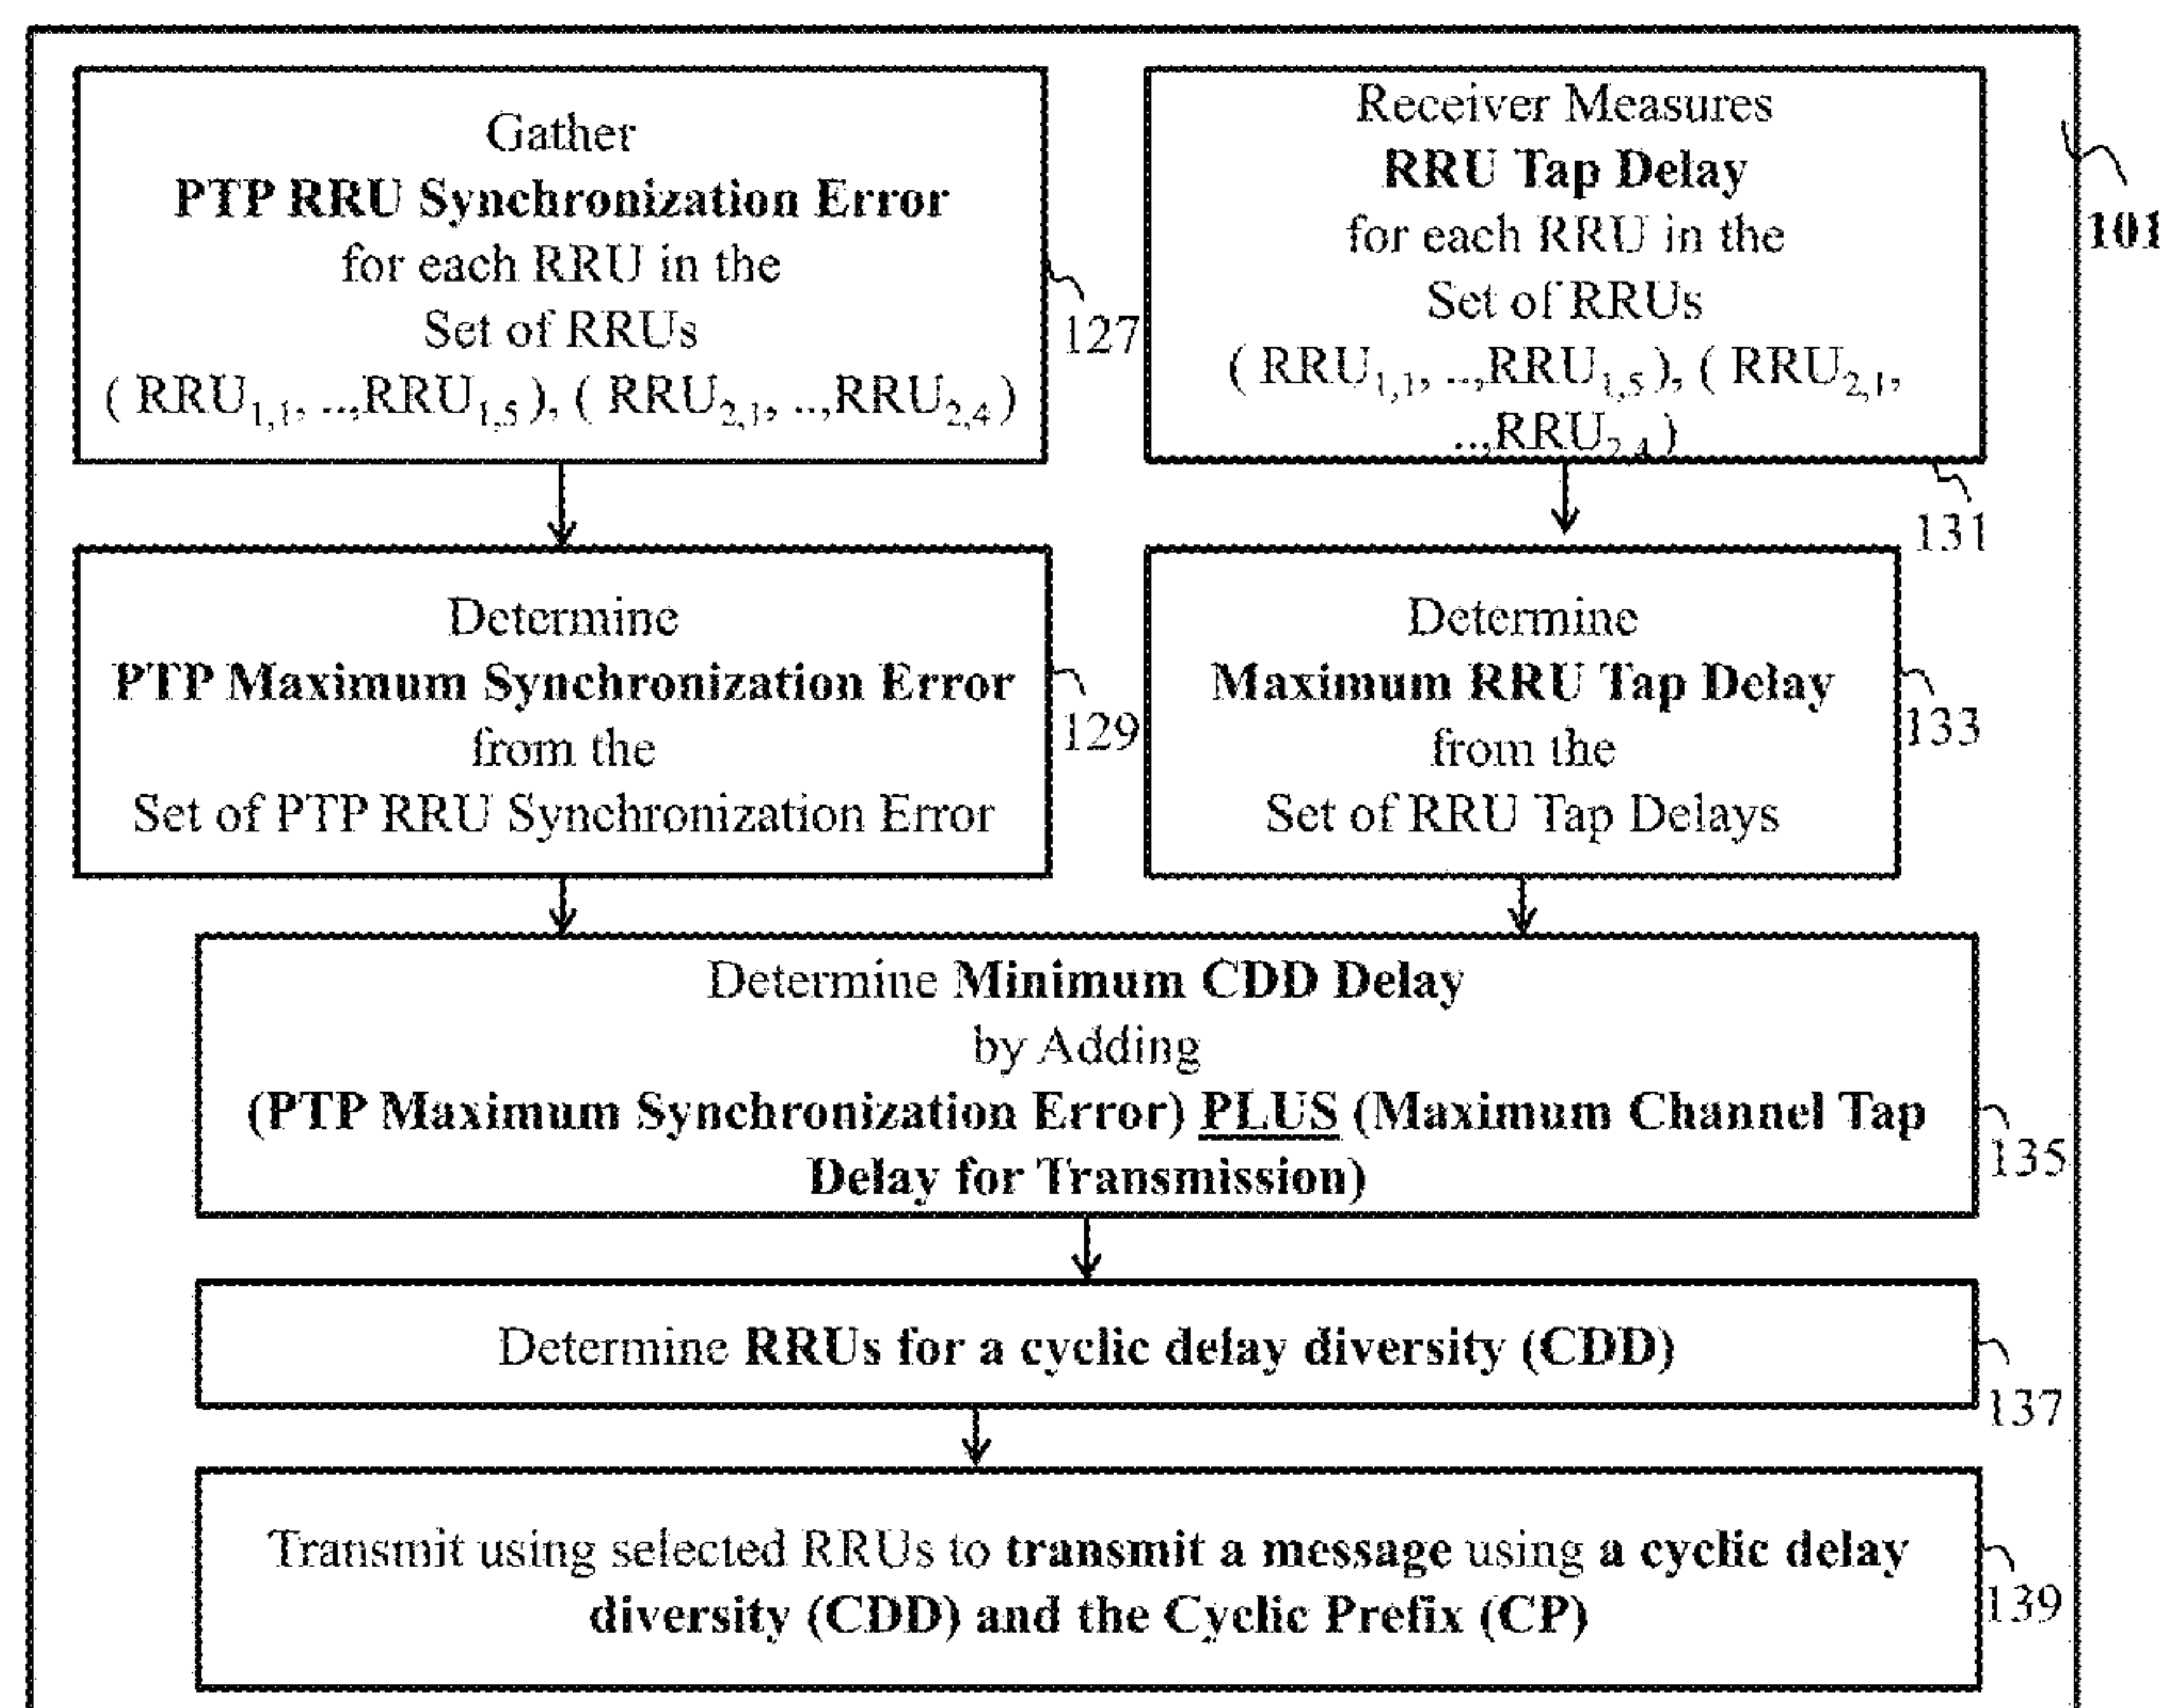 Gather
PTP RRU Synchronization Error
for each RRU in the
Set of RRUs
( RRU1,1, ..,RRU1,5 ), ( RRU2,1, ..,RRU2,4 )
127
Receiver Measures
RRU Tap Delay
for each RRU in the
Set of RRUs
( RRU1,1, ..,RRU1,5 ), ( RRU2,1,
..,RRU2,4 )
131
101
Determine
PTP Maximum Synchronization Error
from the
Set of PTP RRU Synchronization Error
129
Determine
Maximum RRU Tap Delay
from the
Set of RRU Tap Delays
133
Determine Minimum CDD Delay
by Adding
(PTP Maximum Synchronization Error) PLUS (Maximum Channel Tap
Delay for Transmission)
135
Determine RRUs for a cyclic delay diversity (CDD)
137
Transmit using selected RRUs to transmit a message using a cyclic delay
diversity (CDD) and the Cyclic Prefix (CP)
139